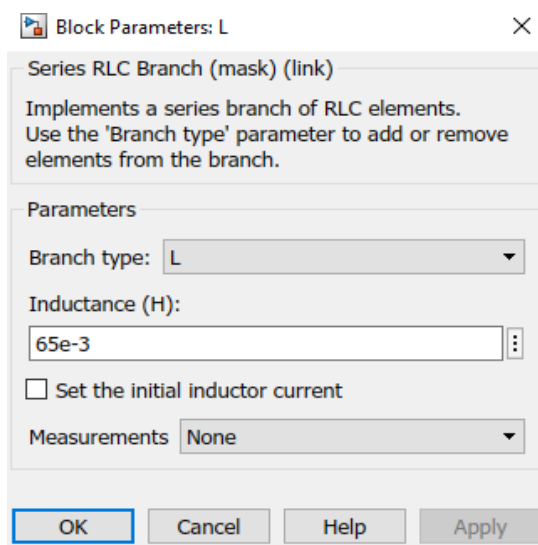 Block Parameters: L
Series RLC Branch (mask) (link)
Implements a series branch of RLC elements.
Use the 'Branch type' parameter to add or remove
elements from the branch.
Parameters
Branch type: L
Inductance (H):
65e-3
Set the initial inductor current
Measurements None
OK Cancel Help Apply